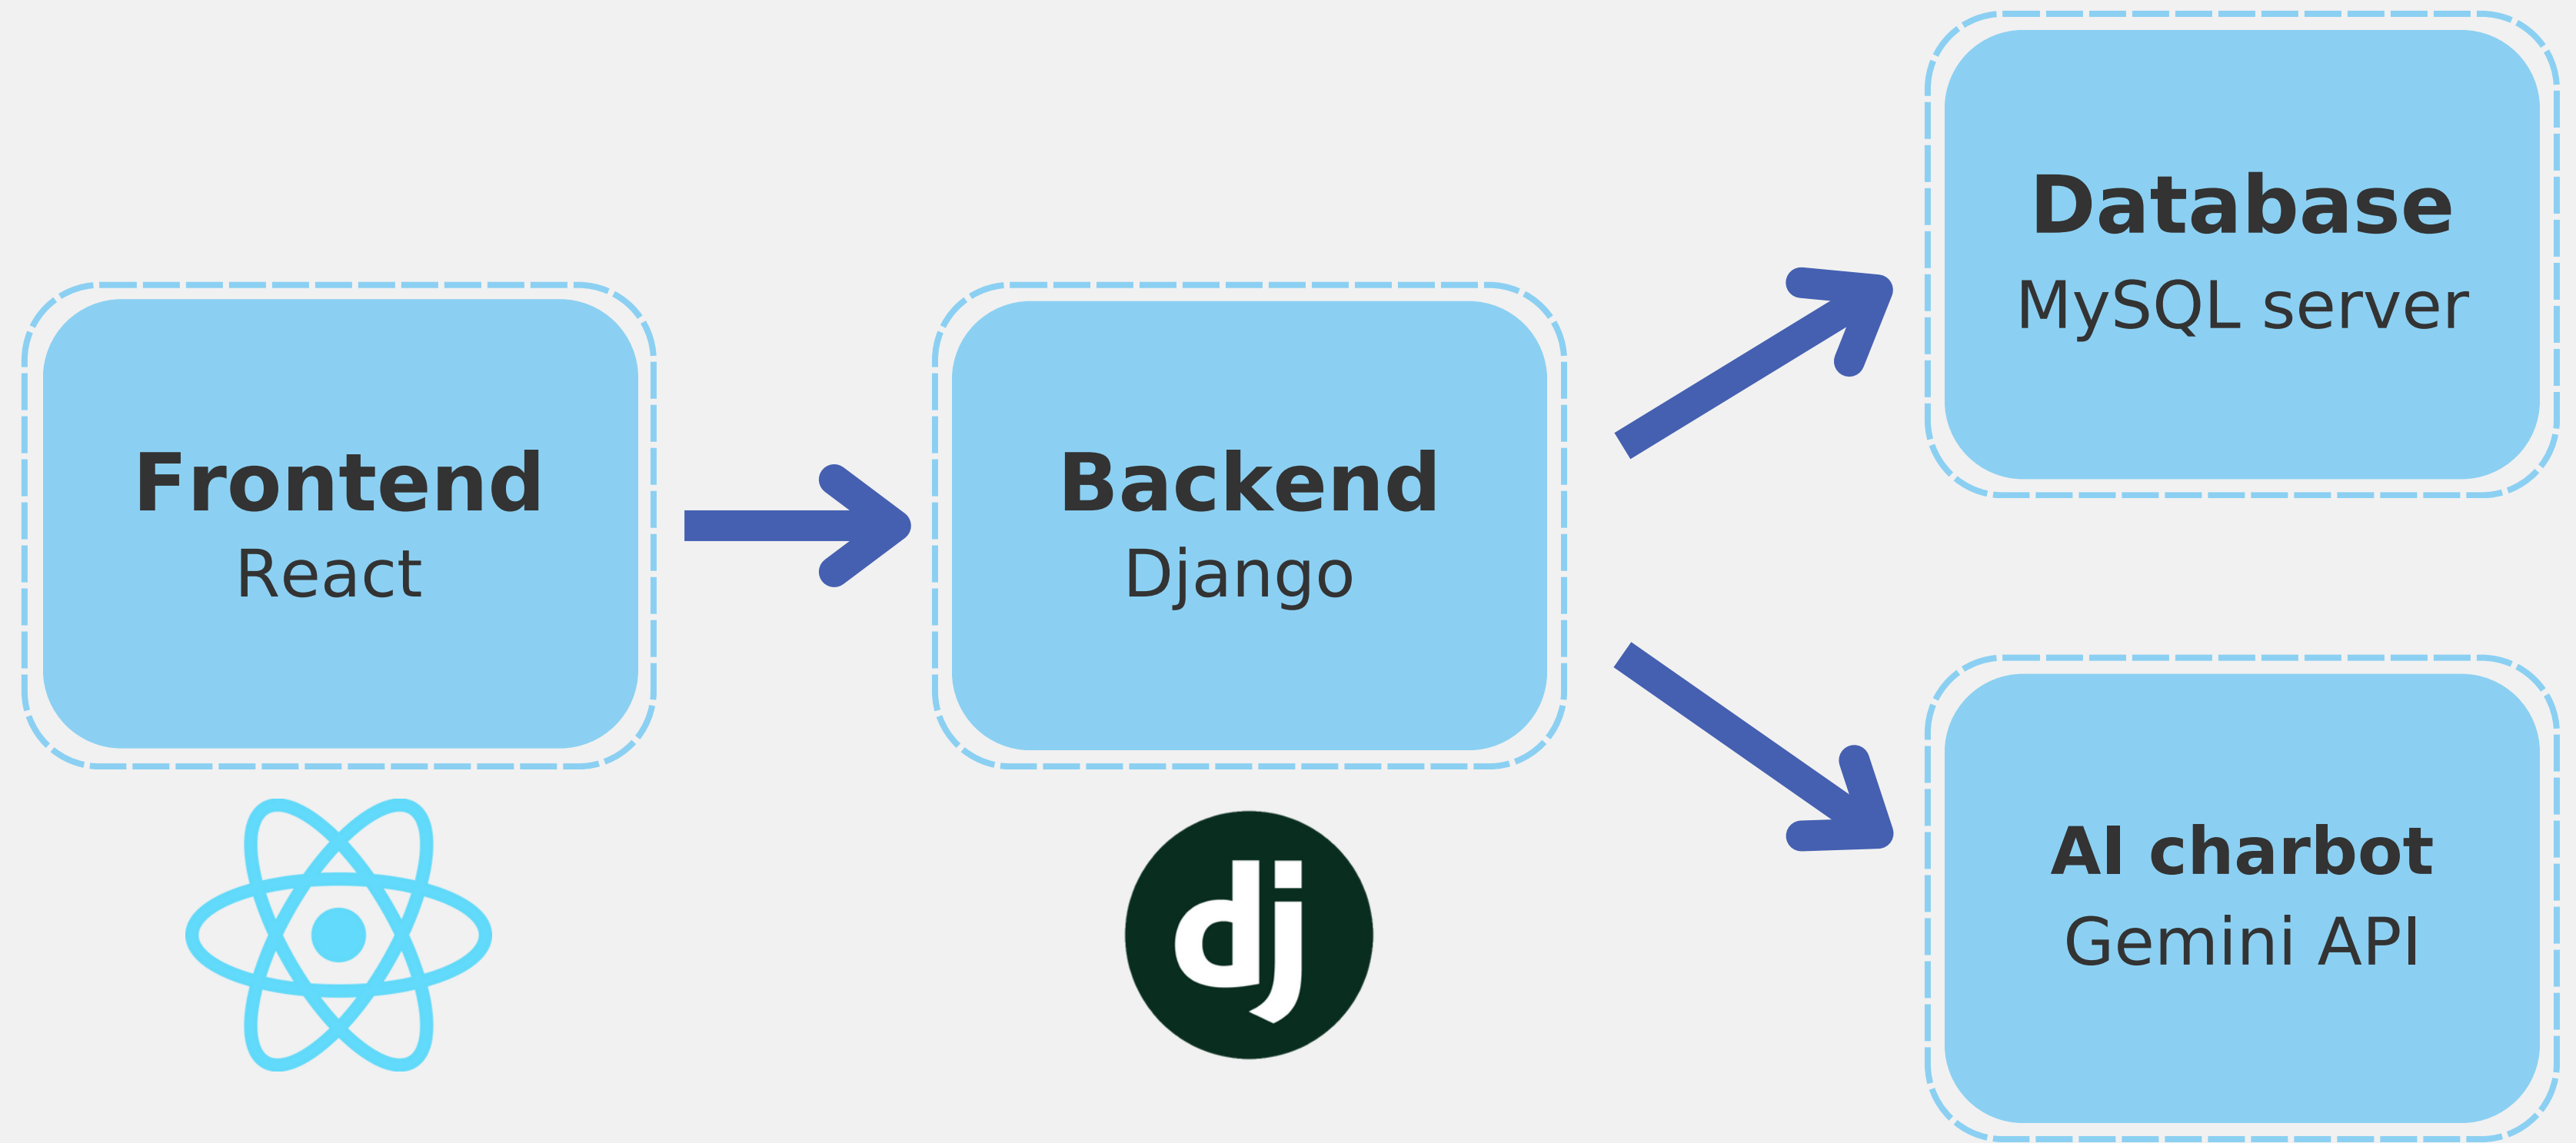 Frontend
React
Backend
Django
dj
Database
MySQL server
AI charbot
Gemini API